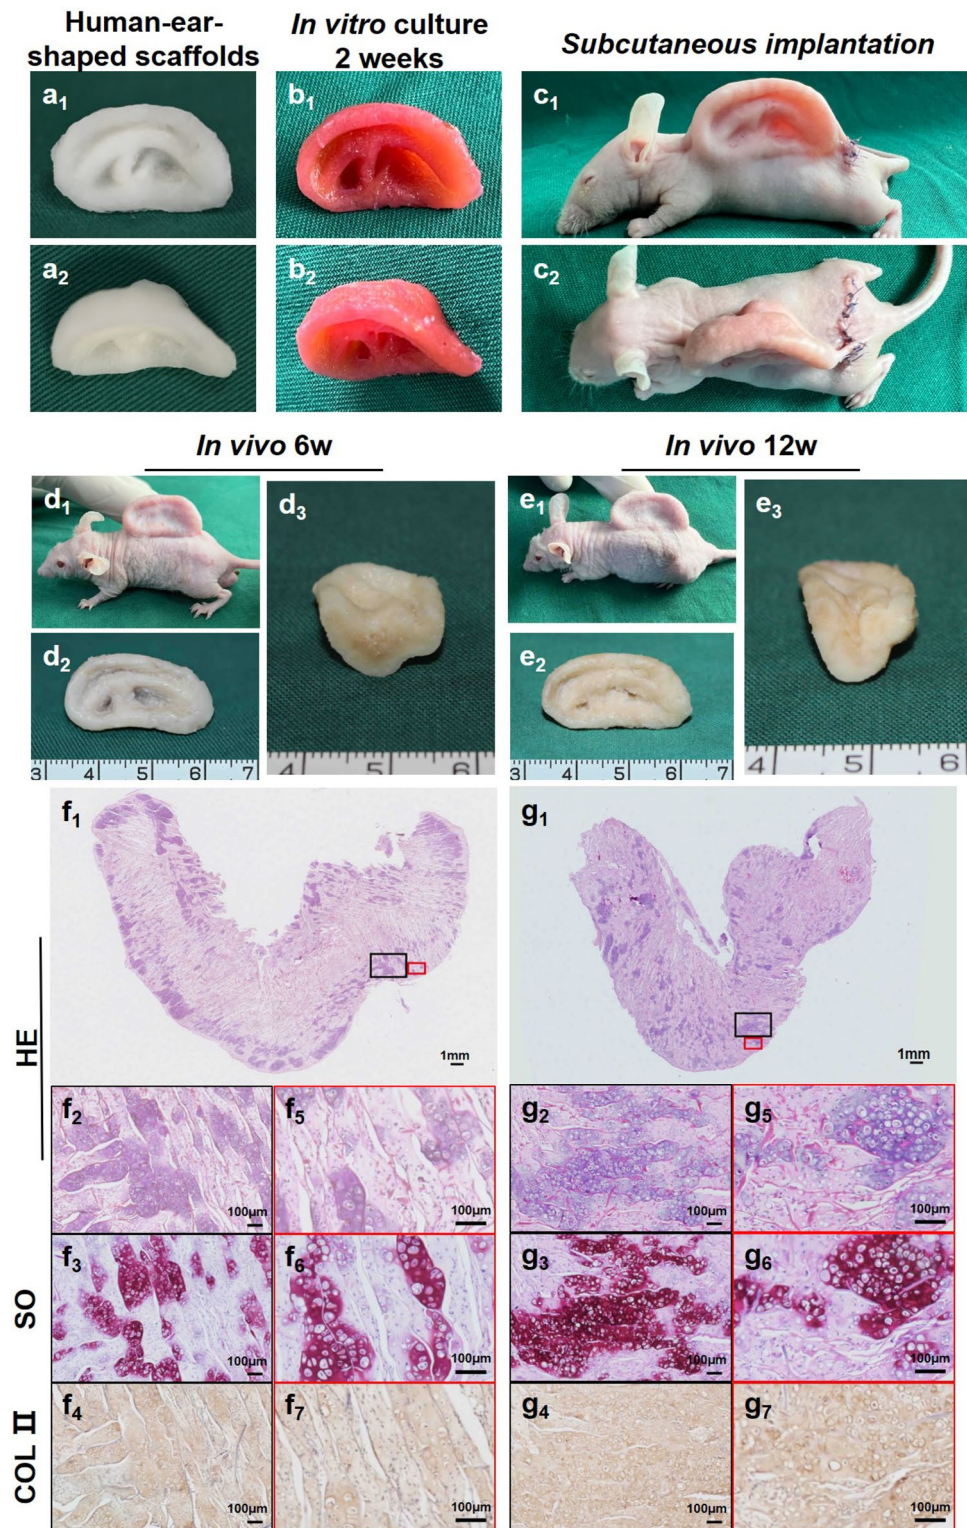 Human-ear-
shaped scaffolds
In vitro culture
2 weeks
Subcutaneous implantation
a1
b1
c1
a2
b2
c2
In vivo 6w
In vivo 12w
d1
d3
e1
e3
d2
e2
3 4 5 6 7
4 5 6
3 4 5 6 7
4 5 6
HE
f1
1mm
g1
1mm
f2
100μm
f5
100μm
g2
100μm
g5
100μm
SO
f3
100μm
f6
100μm
g3
100μm
g6
100μm
COL II
f4
100μm
f7
100μm
g4
100μm
g7
100μm